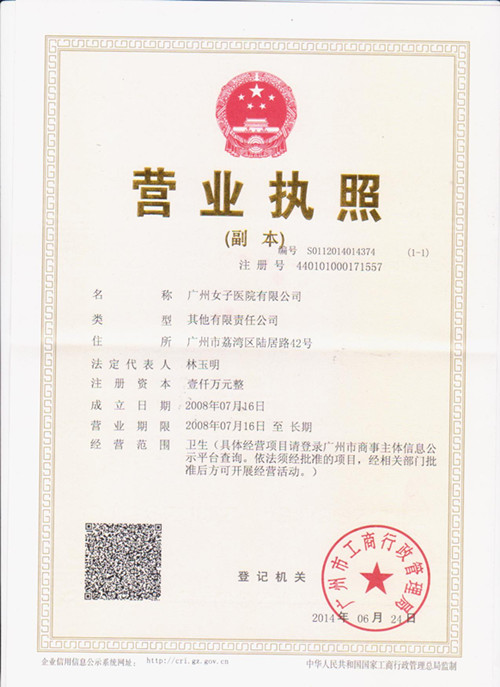 营业执照
(副 本)
编号 S0112014014374 (1-1)
注 册 号 440101000171557
名 称 广州女子医院有限公司
类 型 其他有限责任公司
住 所 广州市荔湾区陆居路42号
法定代表人 林玉明
注册资本 壹仟万元整
成立日期 2008年07月16日
营业期限 2008年07月16日 至 长期
经营范围 卫生(具体经营项目请登录广州市商事主体信息公
示平台查询。依法须经批准的项目，经相关部门批
准后方可开展经营活动。)
广州市工商行政管理局
登记机关
2014年 06月 24日
企业信用信息公示系统网址: http://cri.gz.gov.cn 中华人民共和国国家工商行政管理总局监制